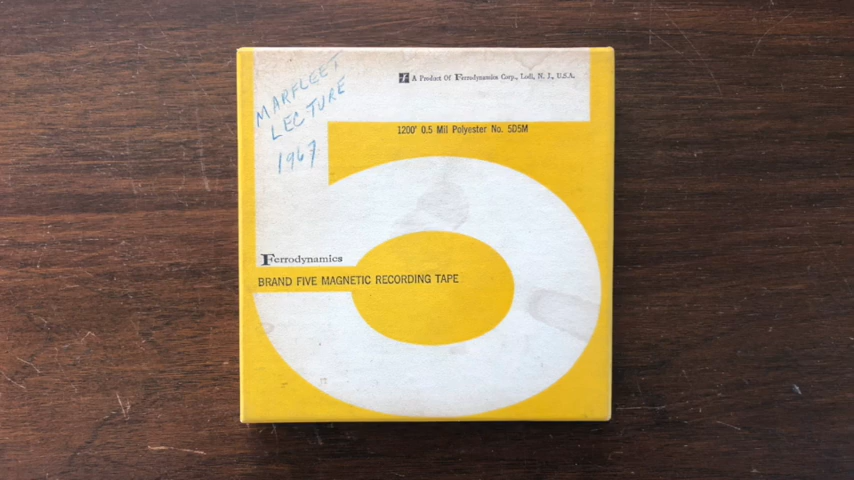 MARFLEET
LECTURE
1967
A Product Of Ferrodynamics Corp., Lodi, N. J., U.S.A.
1200' 0.5 Mil Polyester No. 5D5M
Ferrodynamics
BRAND FIVE MAGNETIC RECORDING TAPE
5